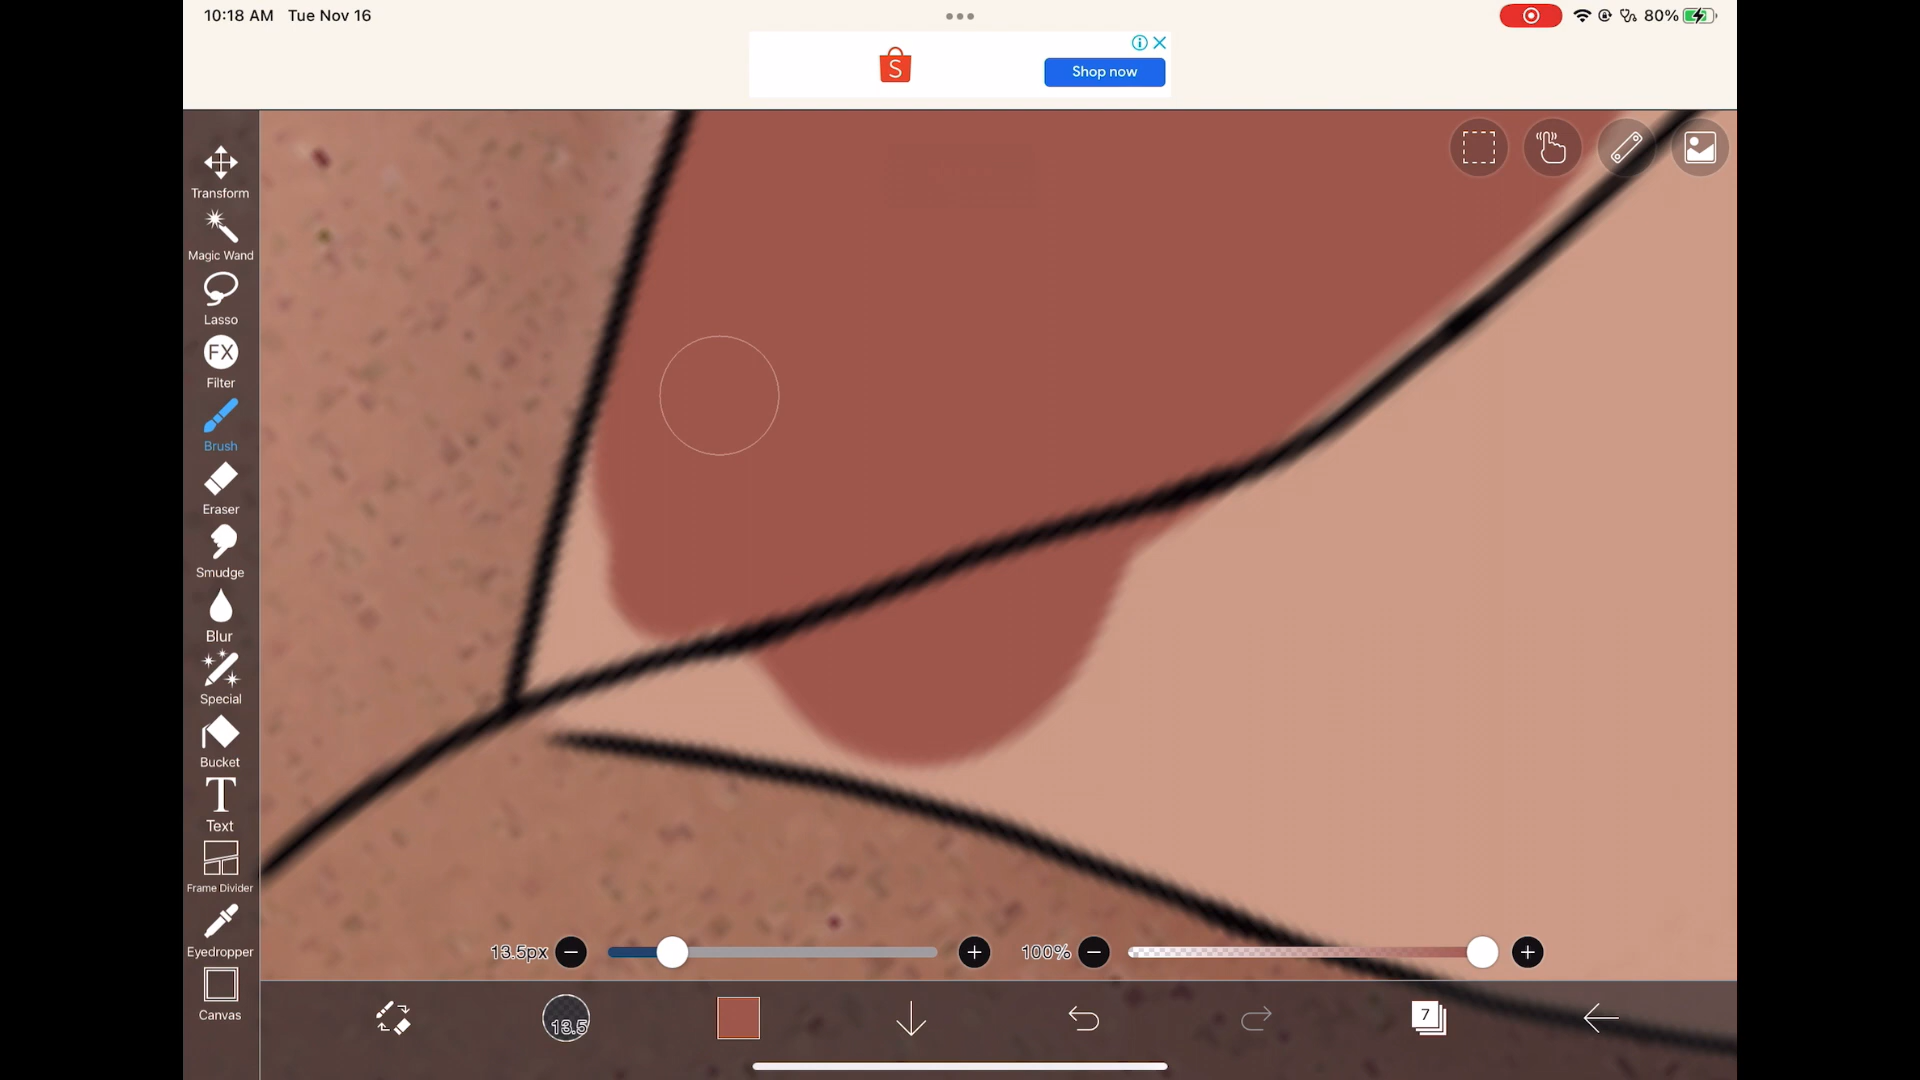 10:18 AM Tue Nov 16
80%
S
Shop now
Transform
Magic Wand
Lasso
FX
Filter
Brush
Eraser
Smudge
Blur
Special
Bucket
T
Text
Frame Divider
Eyedropper
Canvas
13.5px
100%
13.5
7